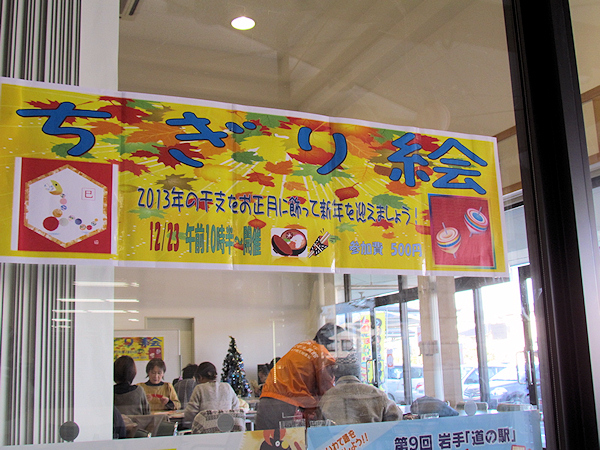 ちぎり絵
巳
2013年の干支をお正月に飾って新年を迎えましょう!
12/23 午前10時半〜開催
参加費 500円
第9回 岩手「道の駅」